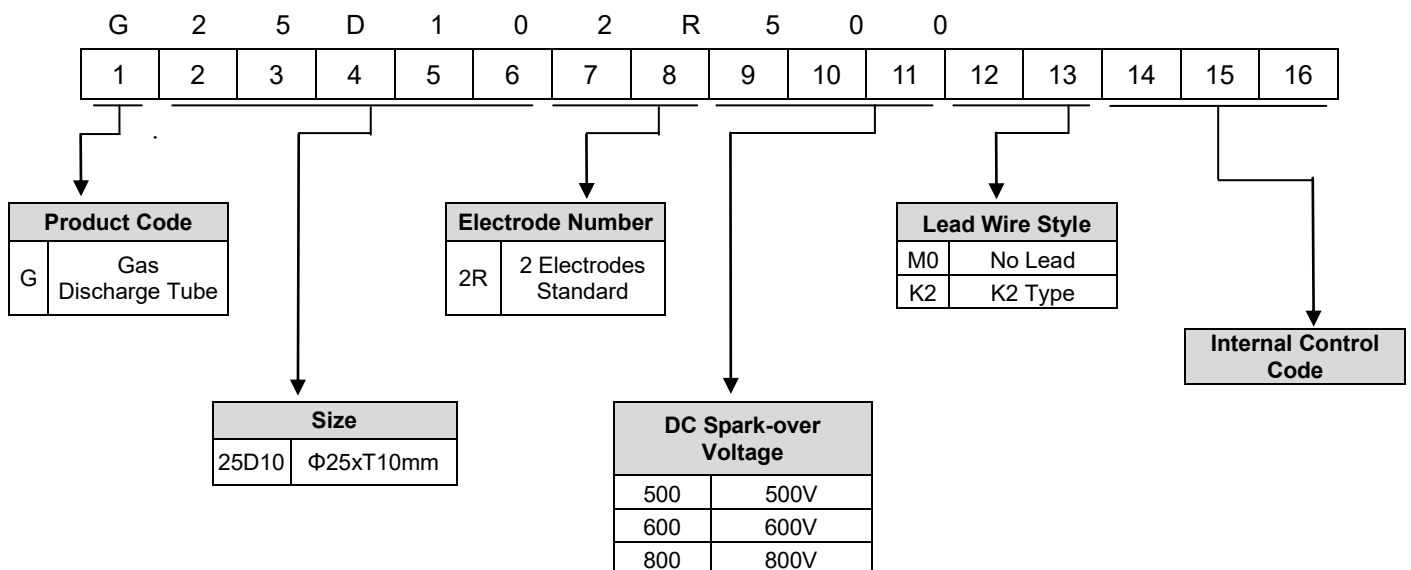 G 2 5 D 1 0 2 R 5 0 0
1 2 3 4 5 6 7 8 9 10 11 12 13 14 15 16
Product Code
G Gas
Discharge Tube
Electrode Number
2R 2 Electrodes
Standard
Lead Wire Style
M0 No Lead
K2 K2 Type
Internal Control
Code
Size
25D10 Φ25xT10mm
DC Spark-over
Voltage
500 500V
600 600V
800 800V